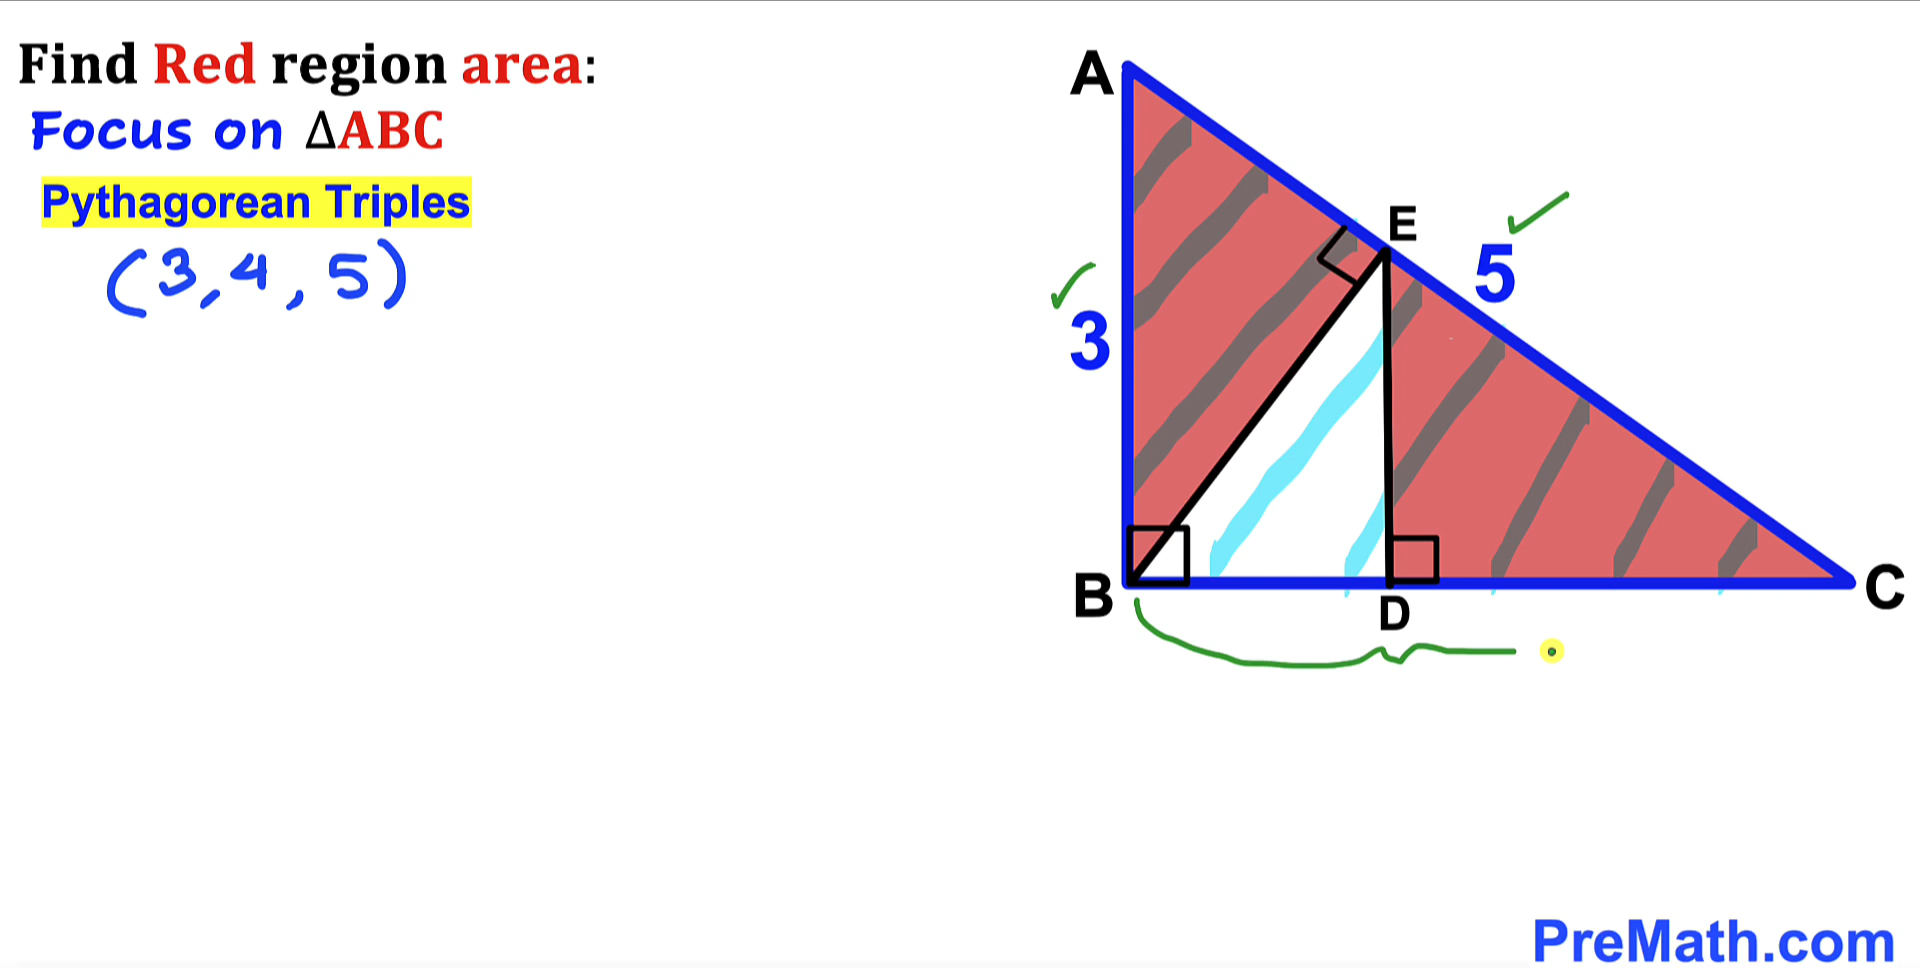 Find Red region area:
Focus on ΔABC
Pythagorean Triples
(3,4,5)
A
E
5
3
B
D
C
PreMath.com